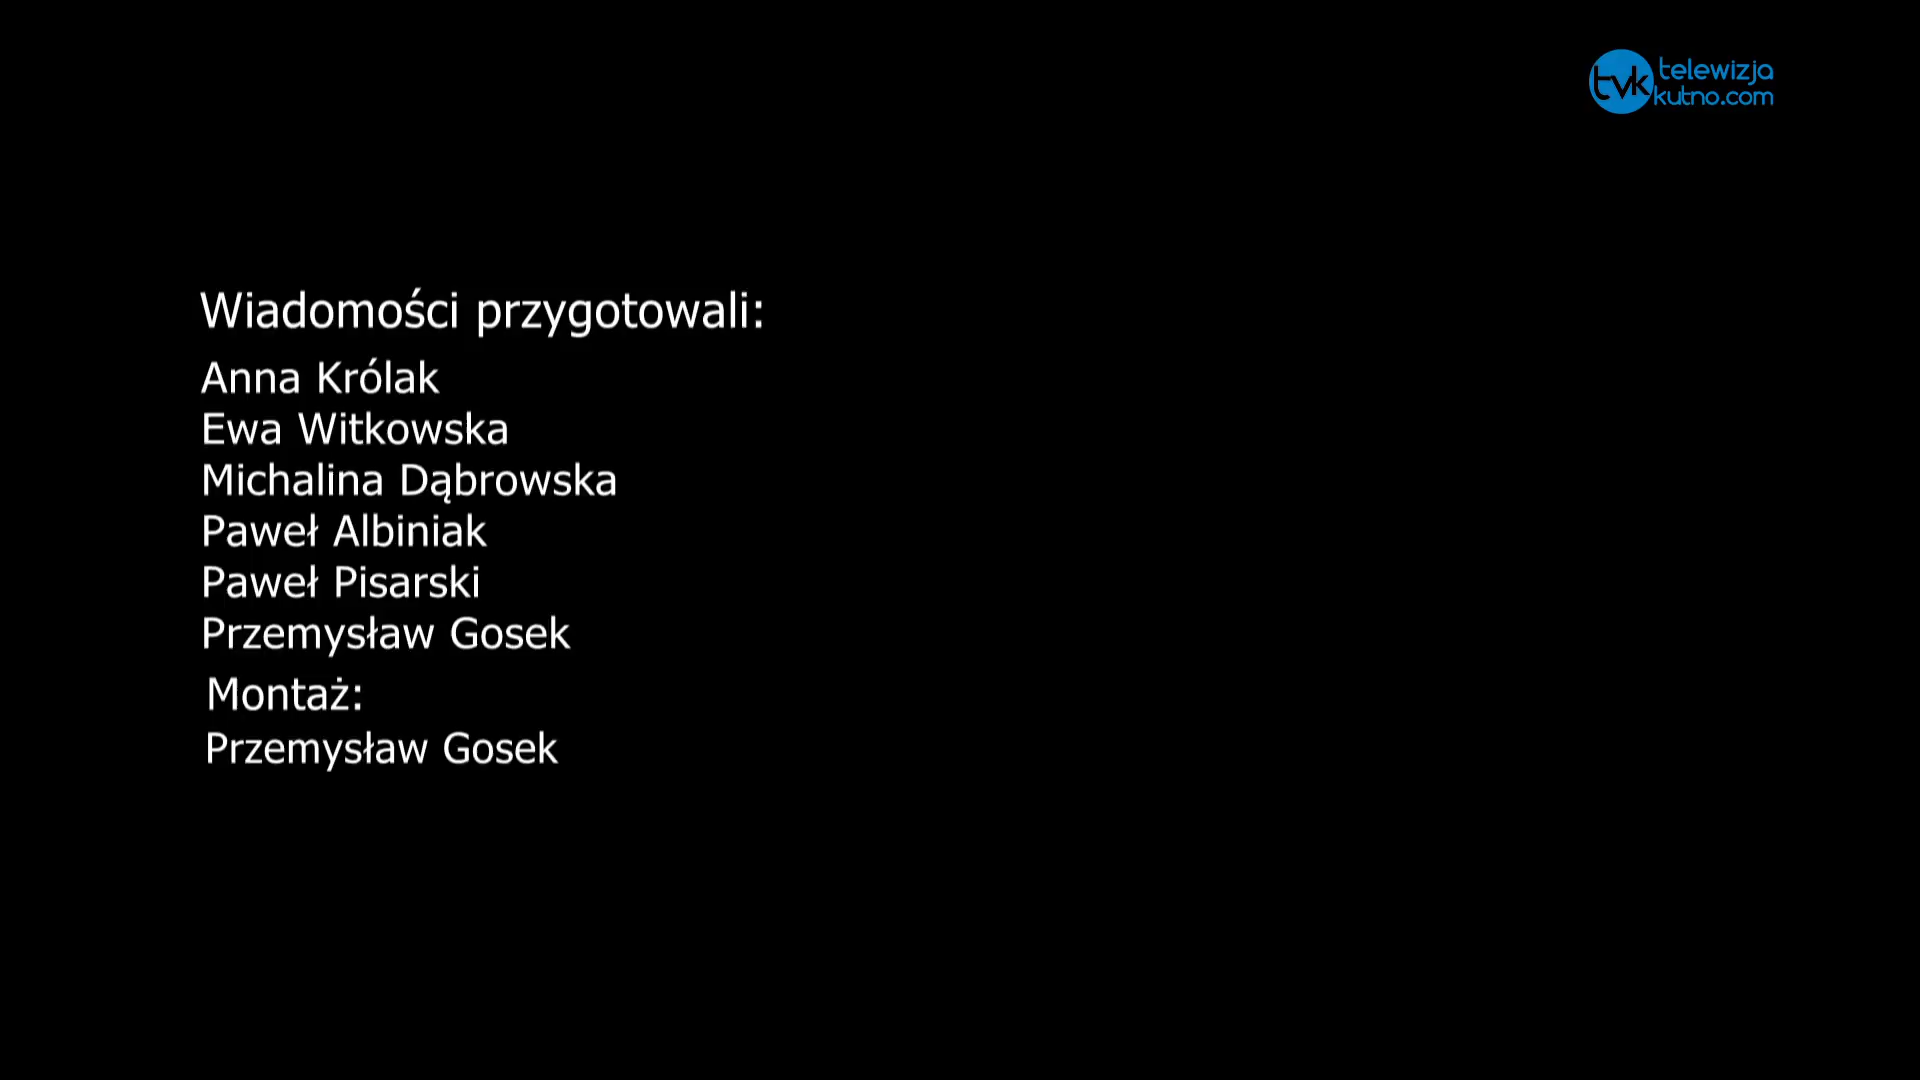 tvk telewizja
kutno.com
Wiadomości przygotowali:
Anna Królak
Ewa Witkowska
Michalina Dąbrowska
Paweł Albiniak
Paweł Pisarski
Przemysław Gosek
Montaż:
Przemysław Gosek